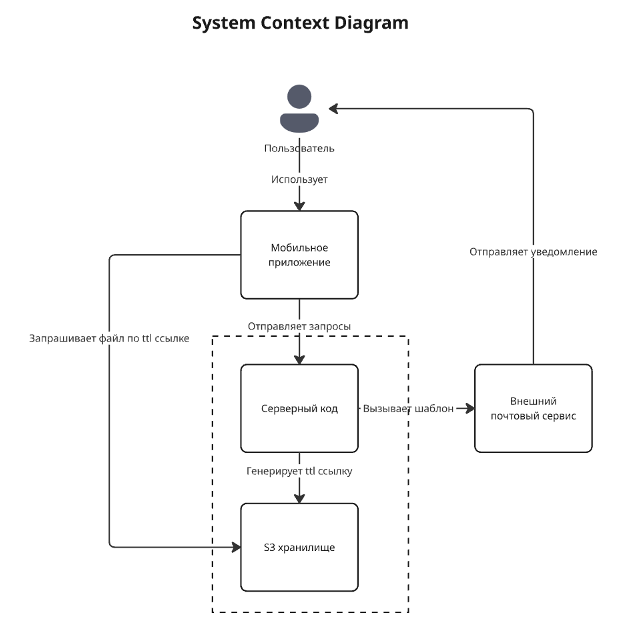 System Context Diagram
Пользователь
Использует
Мобильное
приложение
Отправляет уведомление
Отправляет запросы
Запрашивает файл по ttl ссылке
Серверный код
Вызывает шаблон
Внешний
почтовый сервис
Генерирует ttl ссылку
S3 хранилище